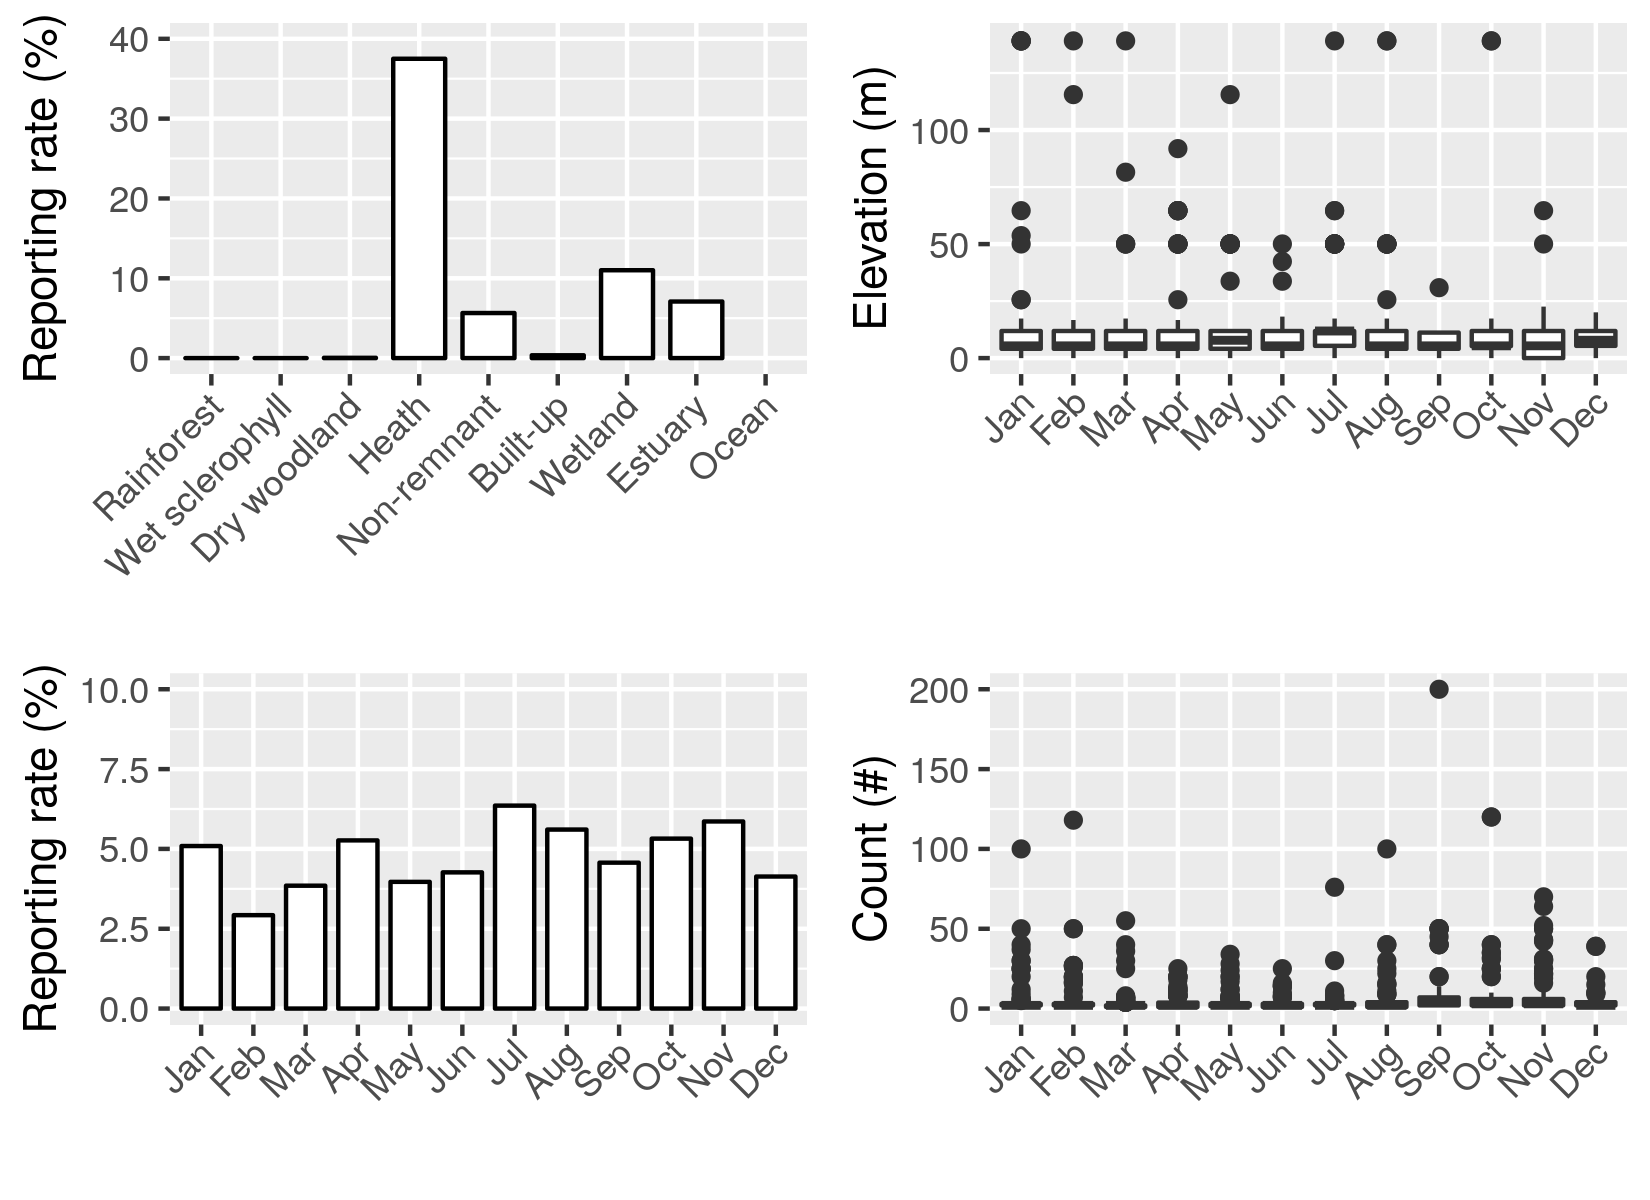 Reporting rate (%)
40
30
20
10
0
Rainforest
Wet sclerophyll
Dry woodland
Heath
Non-remnant
Built-up
Wetland
Estuary
Ocean
Elevation (m)
100
50
0
Jan
Feb
Mar
Apr
May
Jun
Jul
Aug
Sep
Oct
Nov
Dec
Reporting rate (%)
10.0
7.5
5.0
2.5
0.0
Jan
Feb
Mar
Apr
May
Jun
Jul
Aug
Sep
Oct
Nov
Dec
Count (#)
200
150
100
50
0
Jan
Feb
Mar
Apr
May
Jun
Jul
Aug
Sep
Oct
Nov
Dec